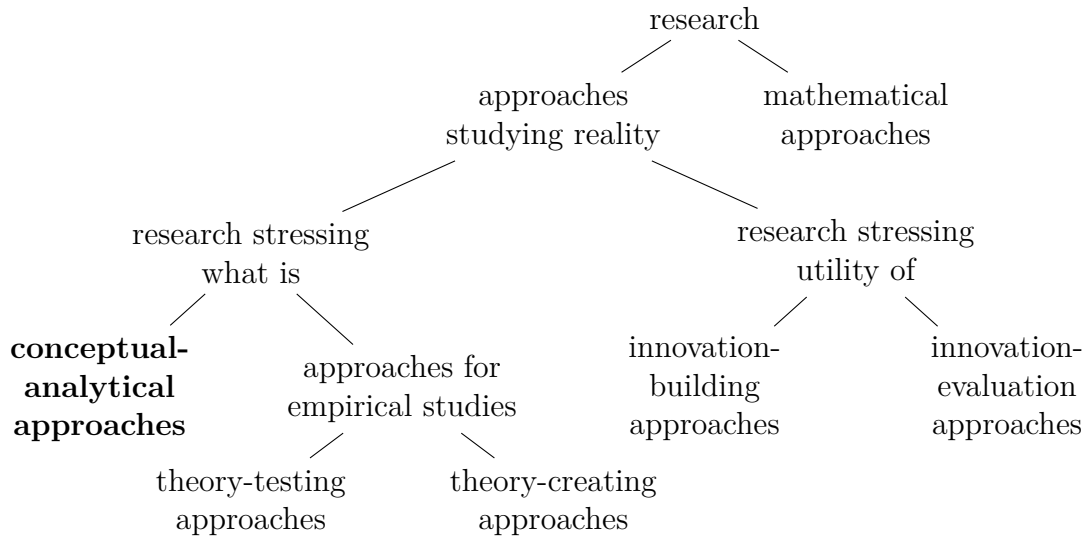 research
approaches
studying reality
mathematical
approaches
research stressing
what is
research stressing
utility of
conceptual-
analytical
approaches
approaches for
empirical studies
innovation-
building
approaches
innovation-
evaluation
approaches
theory-testing
approaches
theory-creating
approaches